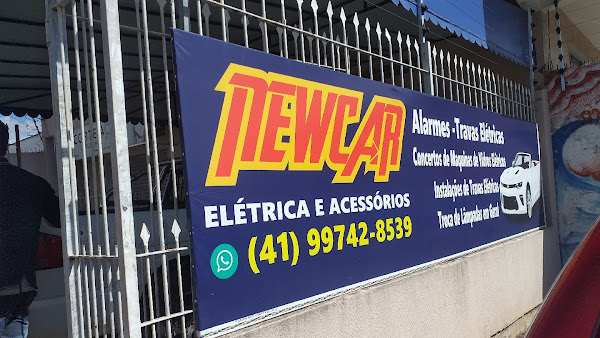 NEWCAR
ELÉTRICA E ACESSÓRIOS
(41) 99742-8539
Alarmes - Travas Elétricas
Concertos de Maquinas de Vidros Elétricos
Instalações de Travas Elétricas
Troca de Lâmpadas em Geral